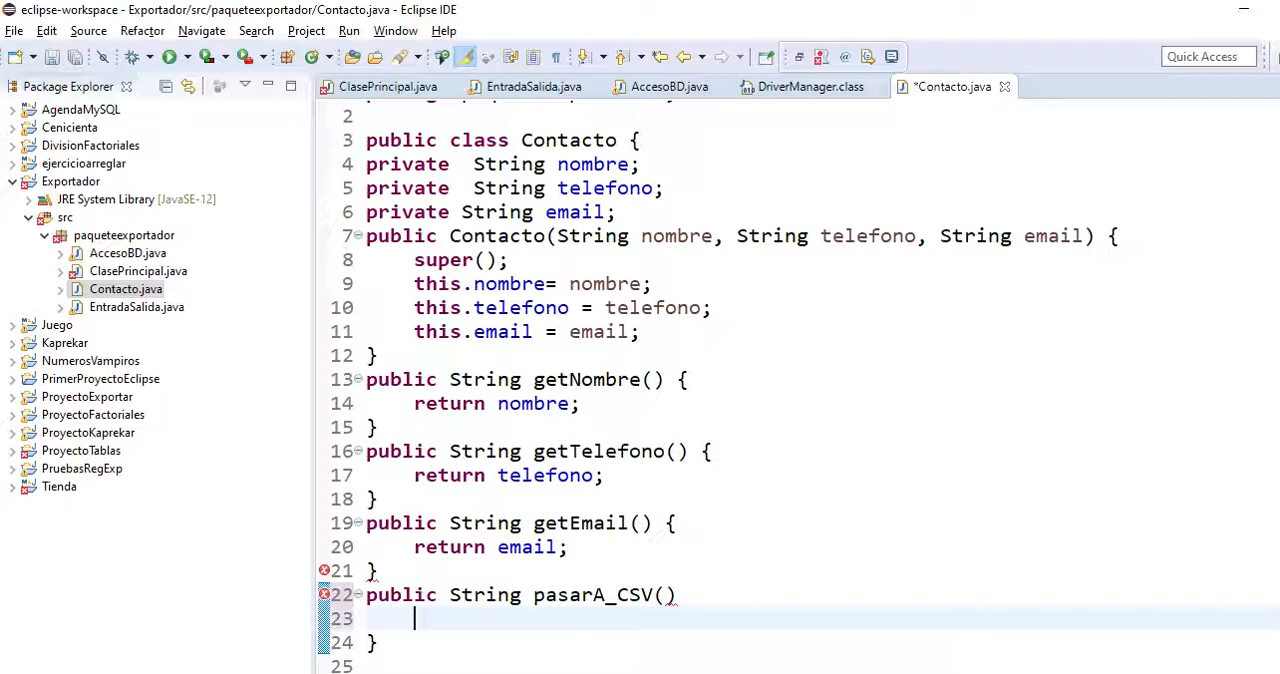 eclipse-workspace - Exportador/src/paqueteexportador/Contacto.java - Eclipse IDE
File Edit Source Refactor Navigate Search Project Run Window Help
Quick Access
Package Explorer
ClasePrincipal.java EntradaSalida.java AccesoBD.java DriverManager.class *Contacto.java
AgendaMySQL
Cenicienta
DivisionFactoriales
ejercicioarreglar
Exportador
JRE System Library [JavaSE-12]
src
paqueteexportador
AccesoBD.java
ClasePrincipal.java
Contacto.java
EntradaSalida.java
Juego
Kaprekar
NumerosVampiros
PrimerProyectoEclipse
ProyectoExportar
ProyectoFactoriales
ProyectoKaprekar
ProyectoTablas
PruebasRegExp
Tienda
2
3 public class Contacto {
4 private String nombre;
5 private String telefono;
6 private String email;
7 public Contacto(String nombre, String telefono, String email) {
8 super();
9 this.nombre= nombre;
10 this.telefono = telefono;
11 this.email = email;
12 }
13 public String getNombre() {
14 return nombre;
15 }
16 public String getTelefono() {
17 return telefono;
18 }
19 public String getEmail() {
20 return email;
21 }
22 public String pasarA_CSV()
23
24 }
25